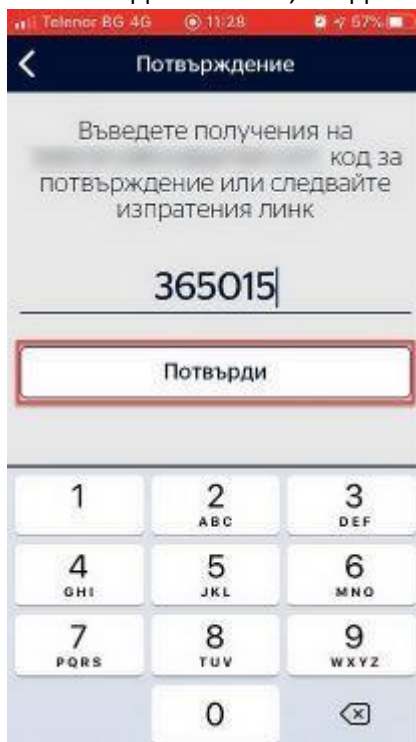 Telenor BG 4G 11:28 57%
Потвърждение
Въведете получения на
код за
потвърждение или следвайте
изпратения линк
365015
Потвърди
1 2 3
ABC DEF
4 5 6
GHI JKL MNO
7 8 9
PQRS TUV WXYZ
0